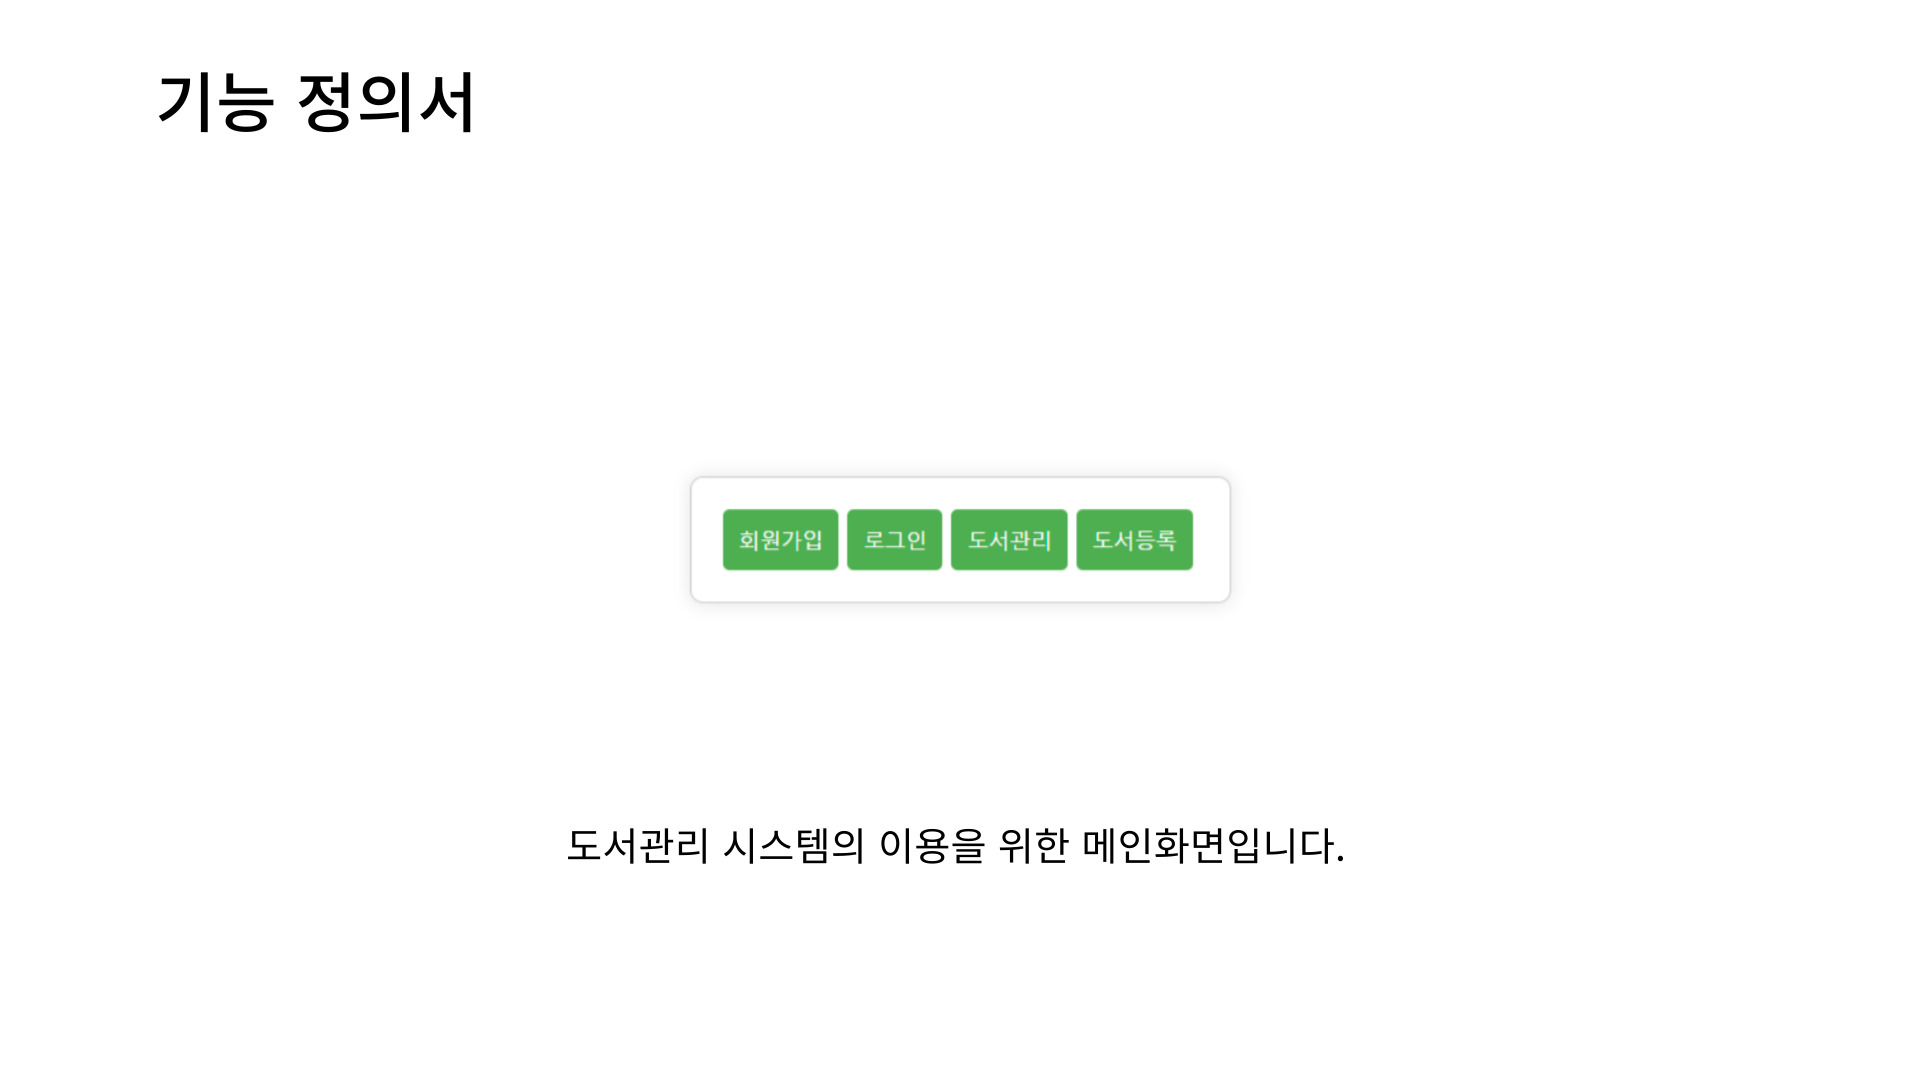 기능 정의서
회원가입 로그인 도서관리 도서등록
도서관리 시스템의 이용을 위한 메인화면입니다.